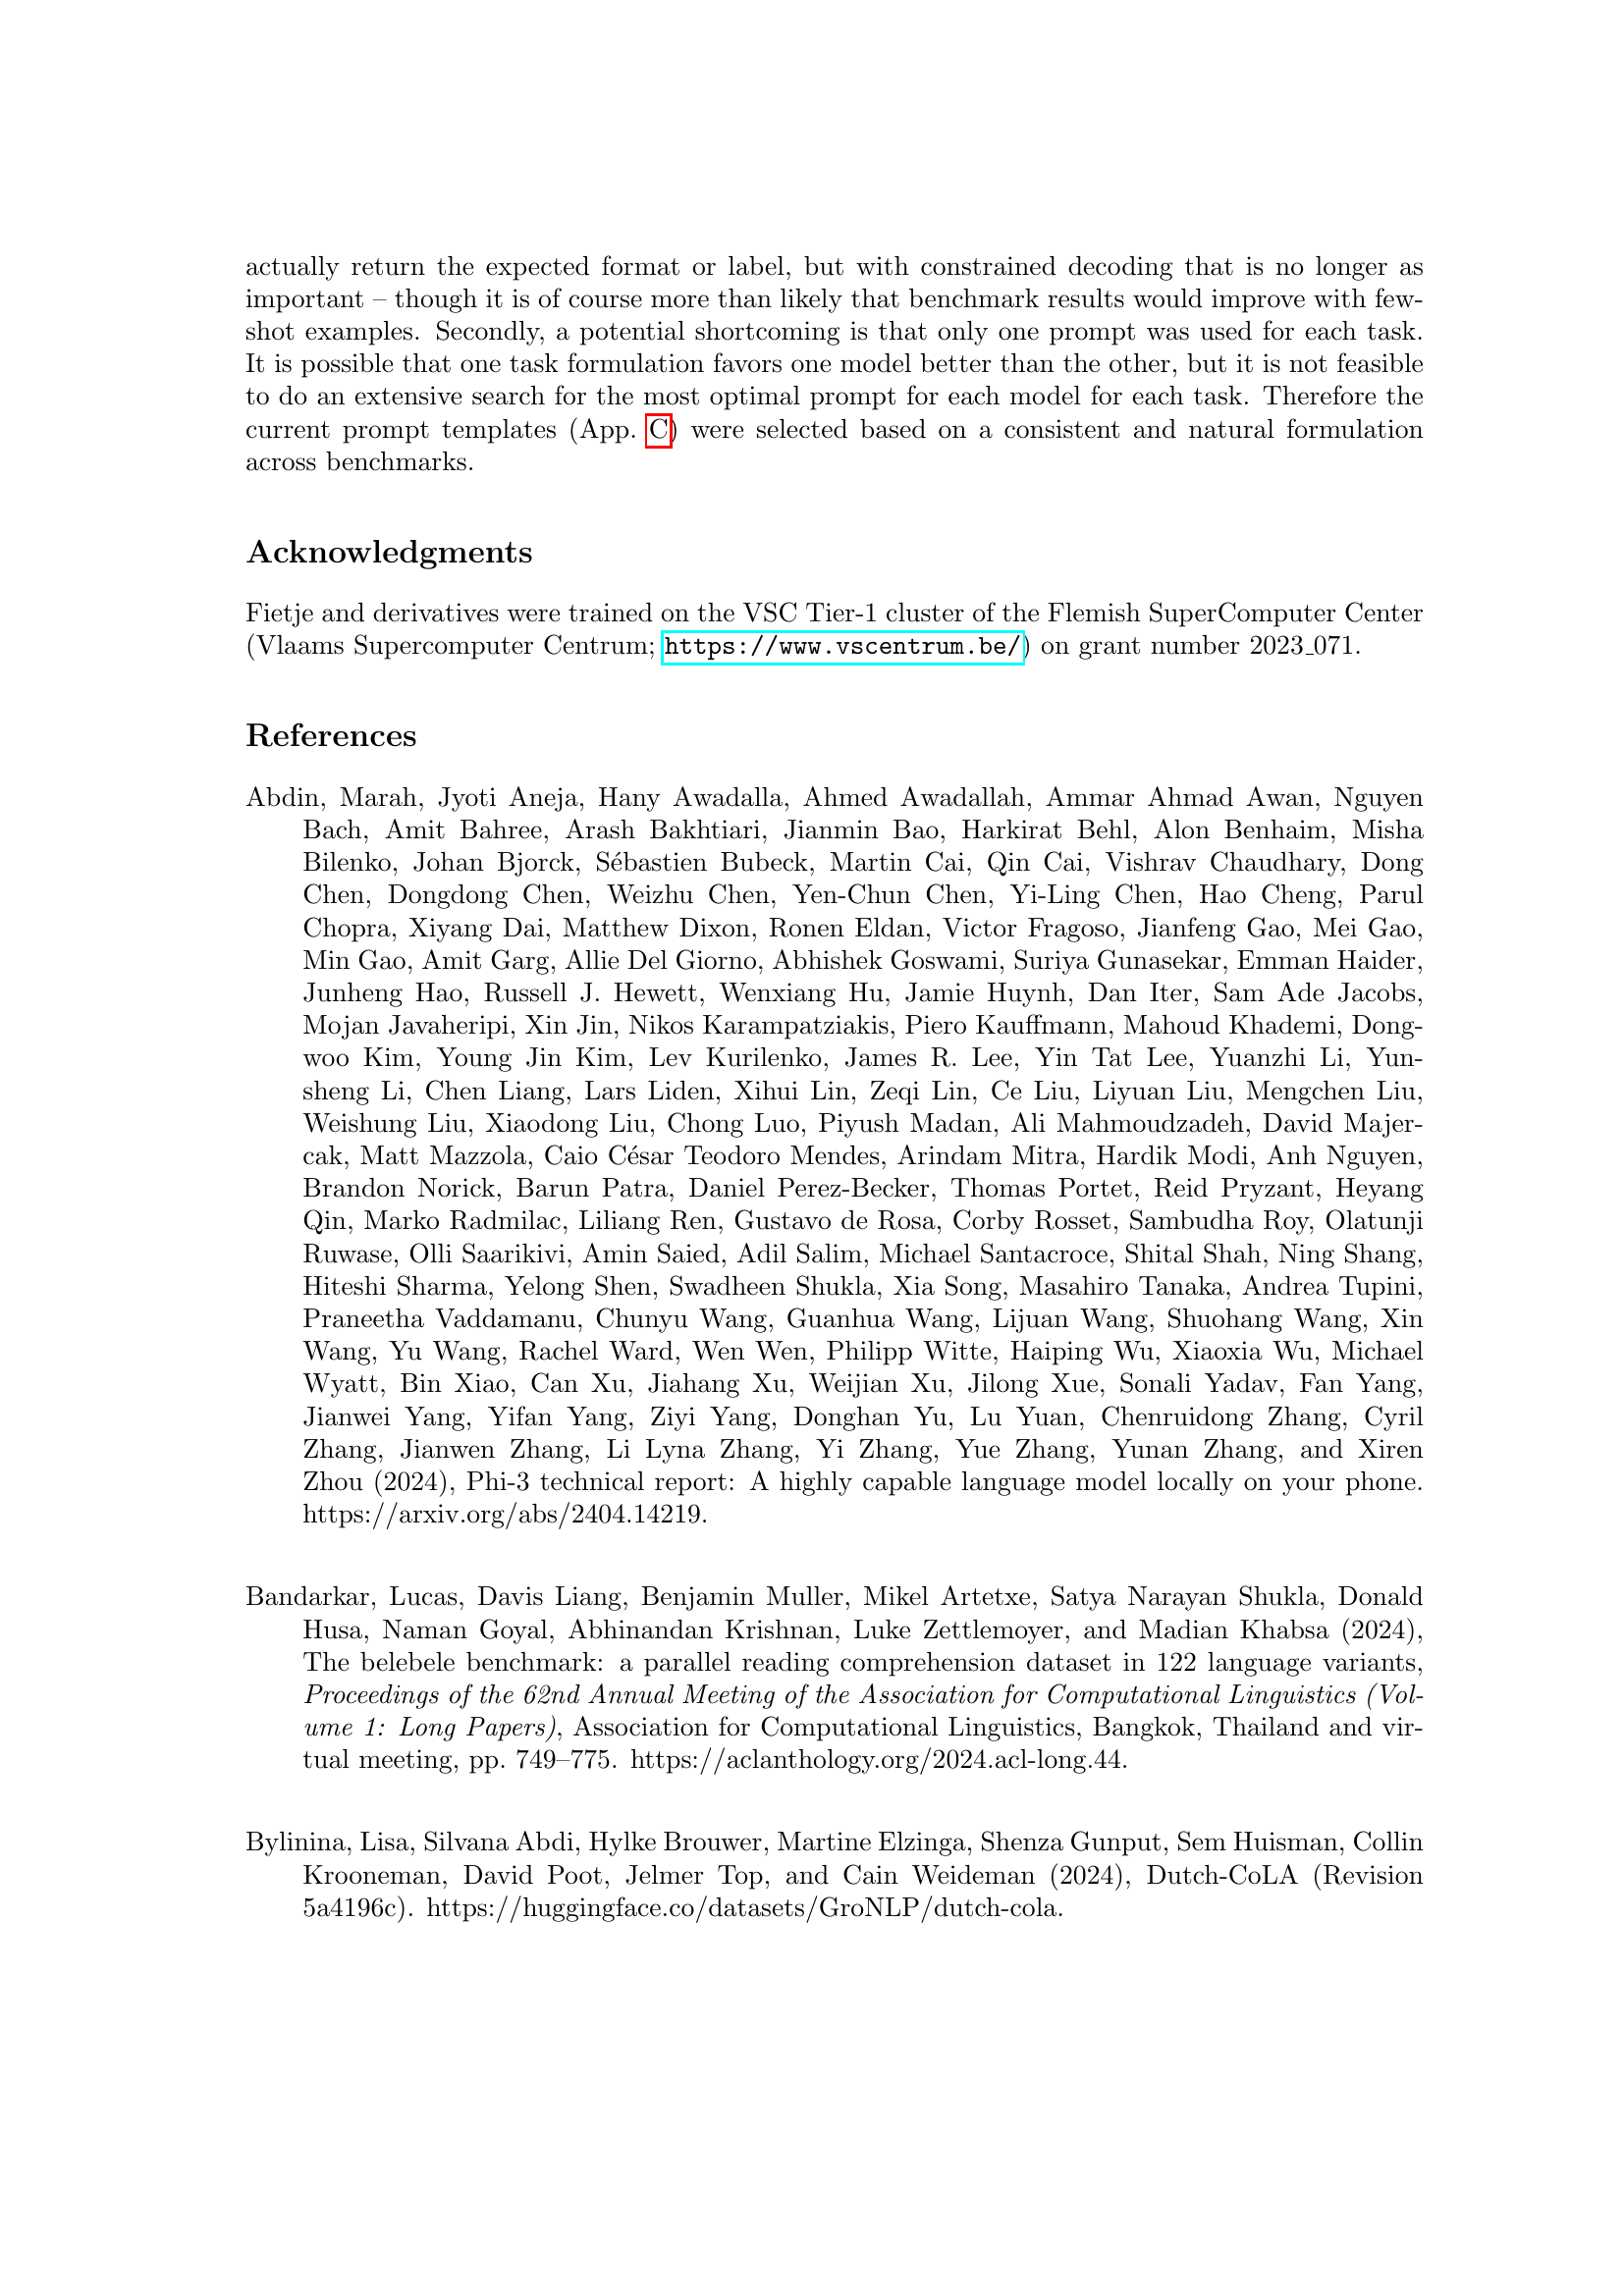 actually return the expected format or label, but with constrained decoding that is no longer as
important – though it is of course more than likely that benchmark results would improve with few-
shot examples. Secondly, a potential shortcoming is that only one prompt was used for each task.
It is possible that one task formulation favors one model better than the other, but it is not feasible
to do an extensive search for the most optimal prompt for each model for each task. Therefore the
current prompt templates (App. C) were selected based on a consistent and natural formulation
across benchmarks.
Acknowledgments
Fietje and derivatives were trained on the VSC Tier-1 cluster of the Flemish SuperComputer Center
(Vlaams Supercomputer Centrum; https://www.vscentrum.be/) on grant number 2023_071.
References
Abdin, Marah, Jyoti Aneja, Hany Awadalla, Ahmed Awadallah, Ammar Ahmad Awan, Nguyen
Bach, Amit Bahree, Arash Bakhtiari, Jianmin Bao, Harkirat Behl, Alon Benhaim, Misha
Bilenko, Johan Bjorck, Sébastien Bubeck, Martin Cai, Qin Cai, Vishrav Chaudhary, Dong
Chen, Dongdong Chen, Weizhu Chen, Yen-Chun Chen, Yi-Ling Chen, Hao Cheng, Parul
Chopra, Xiyang Dai, Matthew Dixon, Ronen Eldan, Victor Fragoso, Jianfeng Gao, Mei Gao,
Min Gao, Amit Garg, Allie Del Giorno, Abhishek Goswami, Suriya Gunasekar, Emman Haider,
Junheng Hao, Russell J. Hewett, Wenxiang Hu, Jamie Huynh, Dan Iter, Sam Ade Jacobs,
Mojan Javaheripi, Xin Jin, Nikos Karampatziakis, Piero Kauffmann, Mahoud Khademi, Dong-
woo Kim, Young Jin Kim, Lev Kurilenko, James R. Lee, Yin Tat Lee, Yuanzhi Li, Yun-
sheng Li, Chen Liang, Lars Liden, Xihui Lin, Zeqi Lin, Ce Liu, Liyuan Liu, Mengchen Liu,
Weishung Liu, Xiaodong Liu, Chong Luo, Piyush Madan, Ali Mahmoudzadeh, David Majer-
cak, Matt Mazzola, Caio César Teodoro Mendes, Arindam Mitra, Hardik Modi, Anh Nguyen,
Brandon Norick, Barun Patra, Daniel Perez-Becker, Thomas Portet, Reid Pryzant, Heyang
Qin, Marko Radmilac, Liliang Ren, Gustavo de Rosa, Corby Rosset, Sambudha Roy, Olatunji
Ruwase, Olli Saarikivi, Amin Saied, Adil Salim, Michael Santacroce, Shital Shah, Ning Shang,
Hiteshi Sharma, Yelong Shen, Swadheen Shukla, Xia Song, Masahiro Tanaka, Andrea Tupini,
Praneetha Vaddamanu, Chunyu Wang, Guanhua Wang, Lijuan Wang, Shuohang Wang, Xin
Wang, Yu Wang, Rachel Ward, Wen Wen, Philipp Witte, Haiping Wu, Xiaoxia Wu, Michael
Wyatt, Bin Xiao, Can Xu, Jiahang Xu, Weijian Xu, Jilong Xue, Sonali Yadav, Fan Yang,
Jianwei Yang, Yifan Yang, Ziyi Yang, Donghan Yu, Lu Yuan, Chenruidong Zhang, Cyril
Zhang, Jianwen Zhang, Li Lyna Zhang, Yi Zhang, Yue Zhang, Yunan Zhang, and Xiren
Zhou (2024), Phi-3 technical report: A highly capable language model locally on your phone.
https://arxiv.org/abs/2404.14219.
Bandarkar, Lucas, Davis Liang, Benjamin Muller, Mikel Artetxe, Satya Narayan Shukla, Donald
Husa, Naman Goyal, Abhinandan Krishnan, Luke Zettlemoyer, and Madian Khabsa (2024),
The belebele benchmark: a parallel reading comprehension dataset in 122 language variants,
Proceedings of the 62nd Annual Meeting of the Association for Computational Linguistics (Vol-
ume 1: Long Papers), Association for Computational Linguistics, Bangkok, Thailand and vir-
tual meeting, pp. 749–775. https://aclanthology.org/2024.acl-long.44.
Bylinina, Lisa, Silvana Abdi, Hylke Brouwer, Martine Elzinga, Shenza Gunput, Sem Huisman, Collin
Krooneman, David Poot, Jelmer Top, and Cain Weideman (2024), Dutch-CoLA (Revision
5a4196c). https://huggingface.co/datasets/GroNLP/dutch-cola.